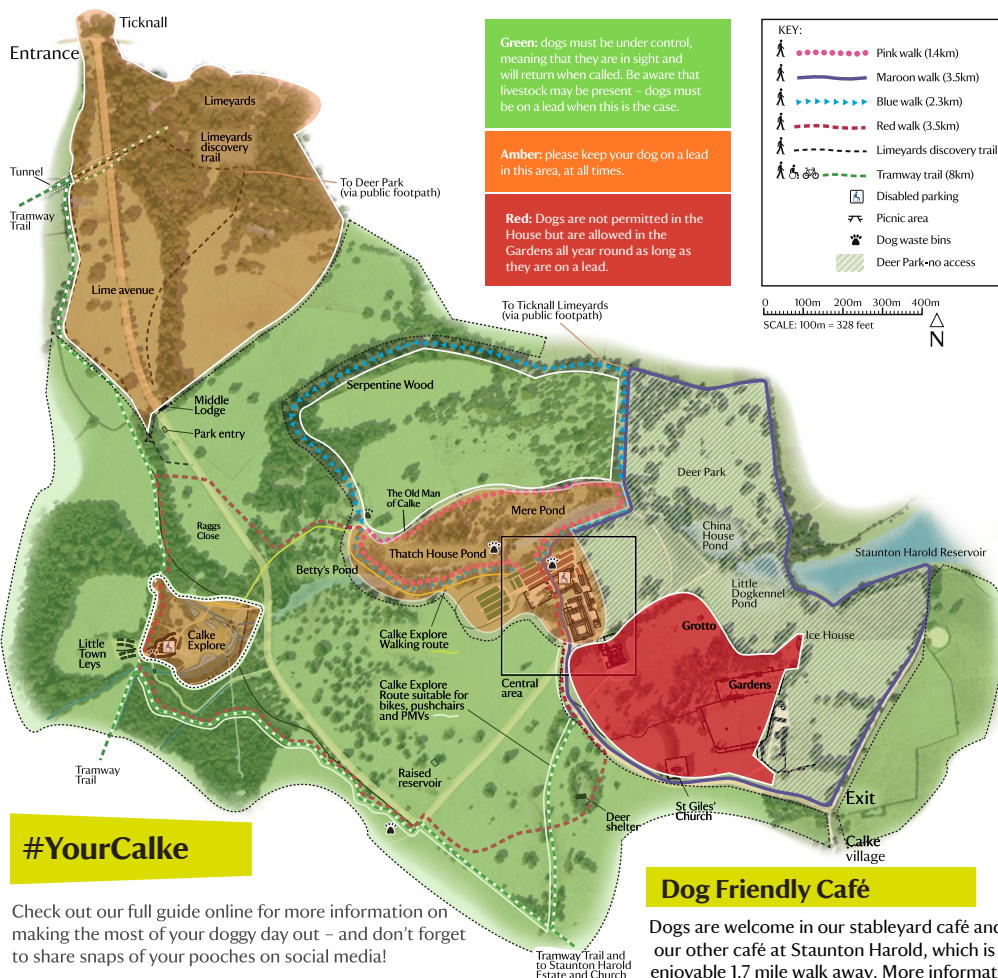 Ticknall
Entrance
Limeyards
Limeyards
discovery
trail
Tunnel
Tramway
Trail
To Deer Park
(via public footpath)
Lime avenue
Green: dogs must be under control,
meaning that they are in sight and
will return when called. Be aware that
livestock may be present – dogs must
be on a lead when this is the case.
Amber: please keep your dog on a lead
in this area, at all times.
Red: Dogs are not permitted in the
House but are allowed in the
Gardens all year round as long as
they are on a lead.
KEY:
Pink walk (1.4km)
Maroon walk (3.5km)
Blue walk (2.3km)
Red walk (3.5km)
Limeyards discovery trail
Tramway trail (8km)
Disabled parking
Picnic area
Dog waste bins
Deer Park-no access
0 100m 200m 300m 400m
SCALE: 100m = 328 feet
N
To Ticknall Limeyards
(via public footpath)
Serpentine Wood
Middle
Lodge
Park entry
Deer Park
The Old Man
of Calke
Mere Pond
Raggs
Close
Thatch House Pond
China
House
Pond
Staunton Harold Reservoir
Betty's Pond
Little
Dogkennel
Pond
Little
Town
Leys
Calke
Explore
Calke Explore
Walking route
Grotto
Ice House
Calke Explore
Route suitable for
bikes, pushchairs
and PMVs
Central
area
Gardens
Tramway
Trail
Raised
reservoir
Deer
shelter
St Giles'
Church
Exit
Calke
village
#YourCalke
Check out our full guide online for more information on
making the most of your doggy day out – and don't forget
to share snaps of your pooches on social media!
Tramway Trail and
to Staunton Harold
Estate and Church
Dog Friendly Café
Dogs are welcome in our stableyard café and
our other café at Staunton Harold, which is
enjoyable 1.7 mile walk away. More informat